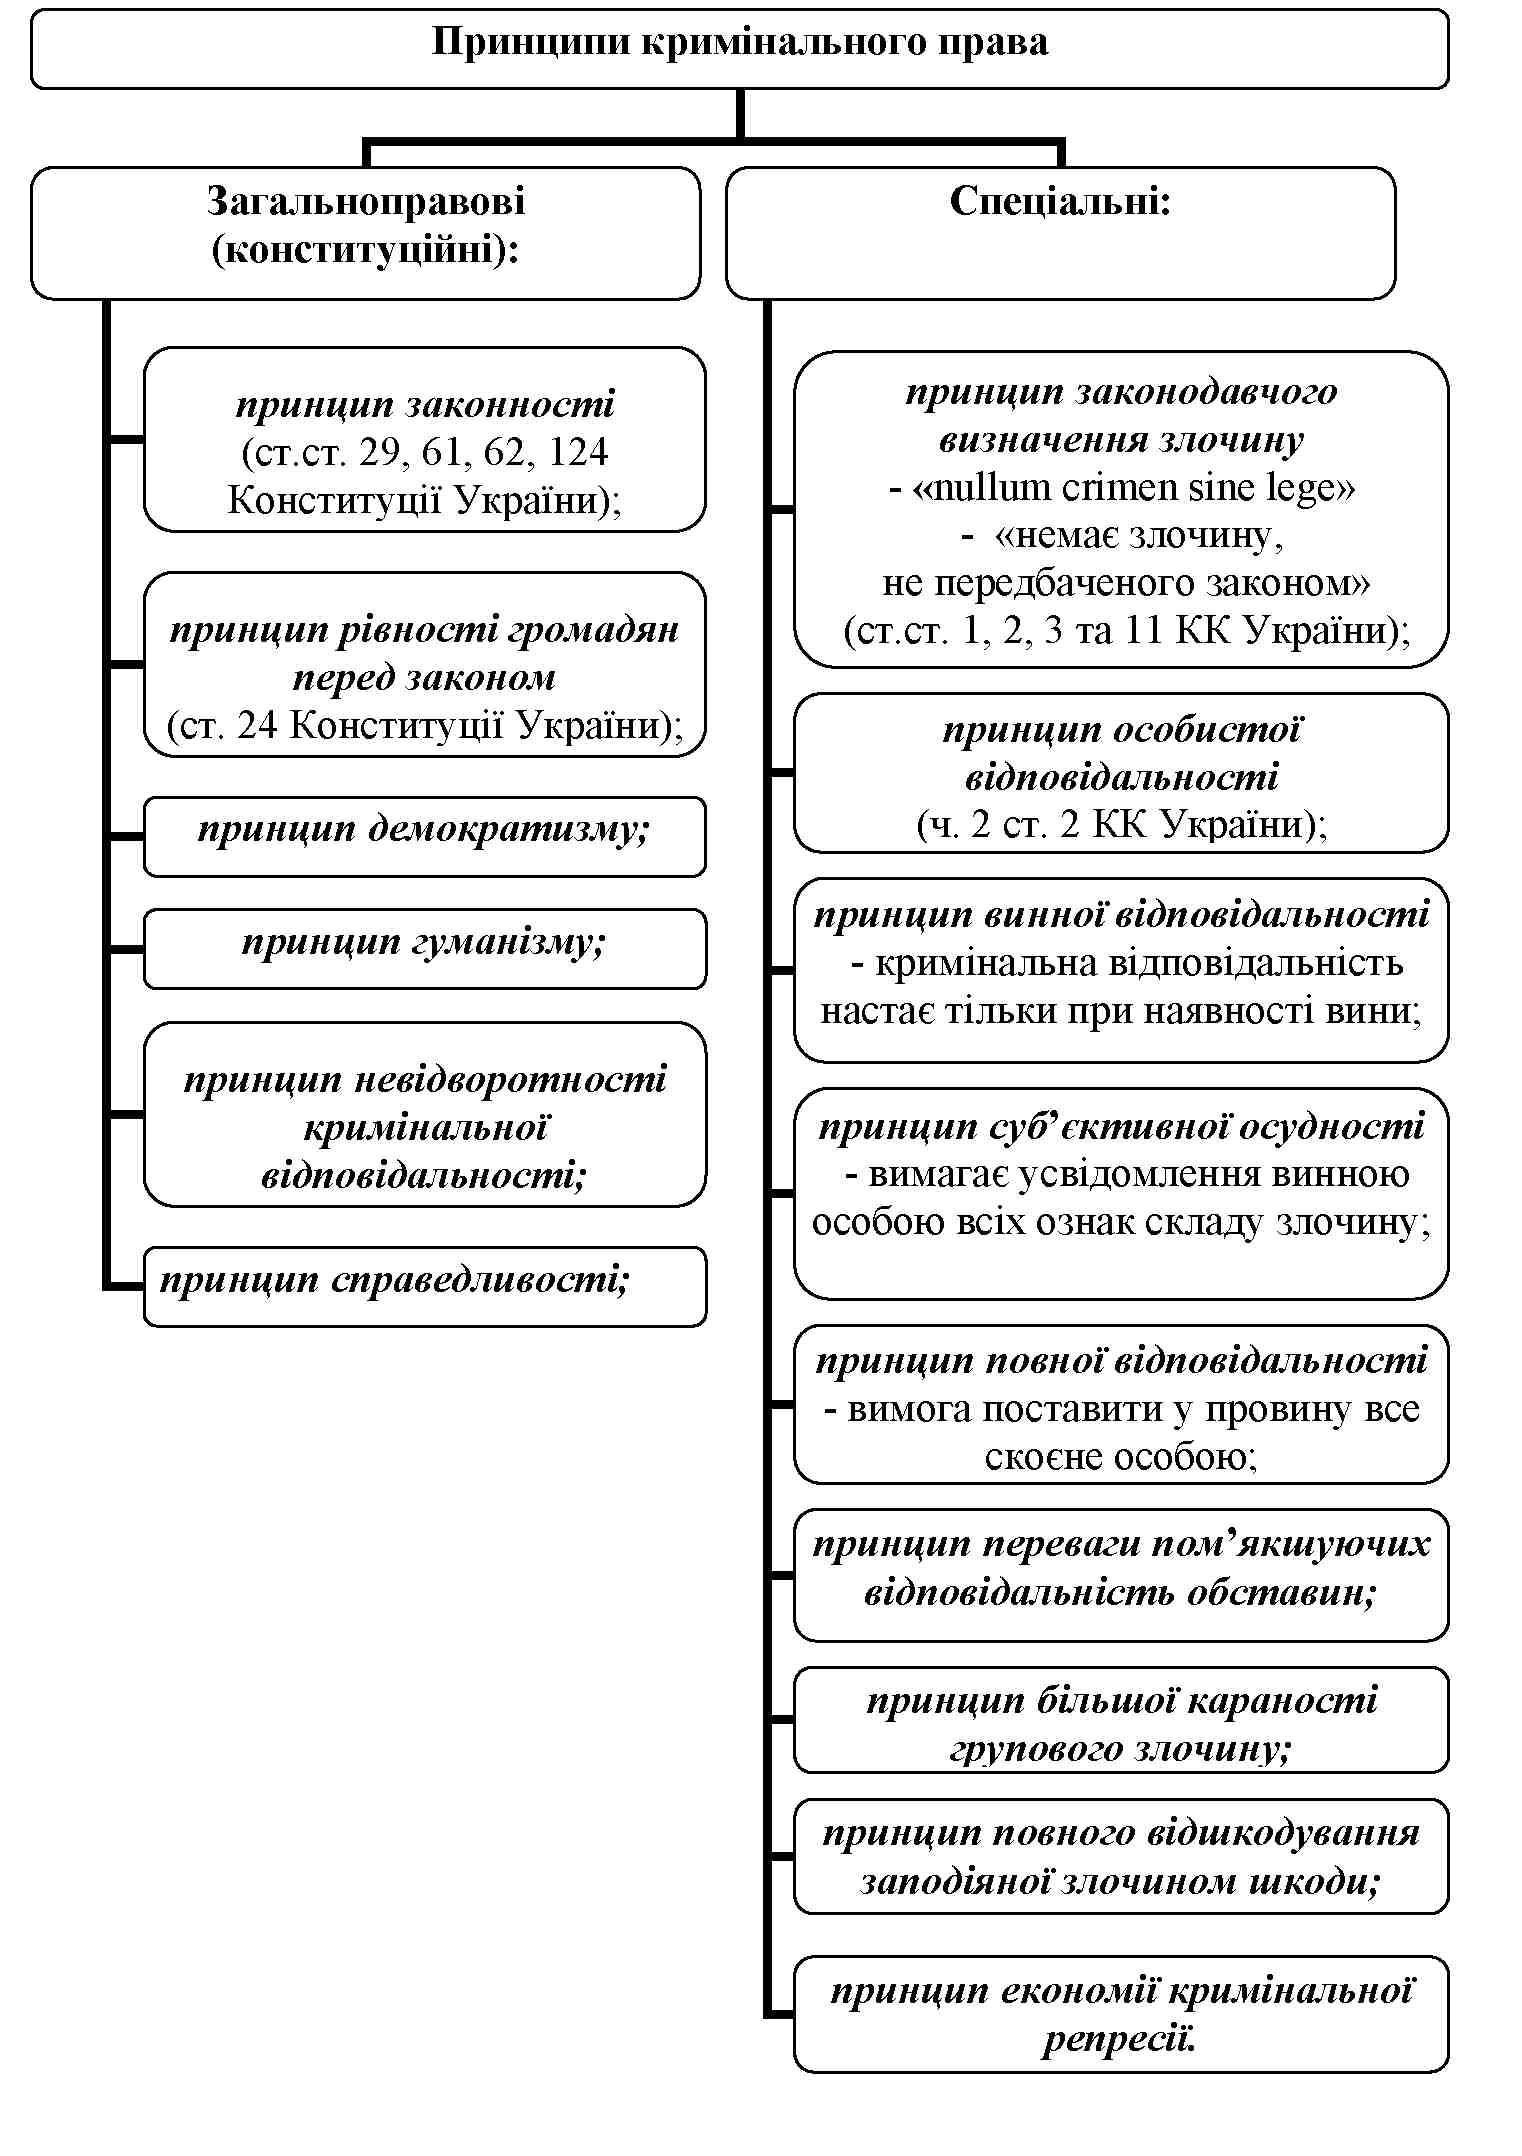 Принципи кримінального права
Загальноправові
(конституційні):
принцип законності
(ст.ст. 29, 61, 62, 124
Конституції України);
принцип рівності громадян
перед законом
(ст. 24 Конституції України);
принцип демократизму;
принцип гуманізму;
принцип невідворотності
кримінальної
відповідальності;
принцип справедливості;
Спеціальні:
принцип законодавчого
визначення злочину
- «nullum crimen sine lege»
- «немає злочину,
не передбаченого законом»
(ст.ст. 1, 2, 3 та 11 КК України);
принцип особистої
відповідальності
(ч. 2 ст. 2 КК України);
принцип винної відповідальності
- кримінальна відповідальність
настає тільки при наявності вини;
принцип суб’єктивної осудності
- вимагає усвідомлення винною
особою всіх ознак складу злочину;
принцип повної відповідальності
- вимога поставити у провину все
скоєне особою;
принцип переваги пом’якшуючих
відповідальність обставин;
принцип більшої караності
групового злочину;
принцип повного відшкодування
заподіяної злочином шкоди;
принцип економії кримінальної
репресії.